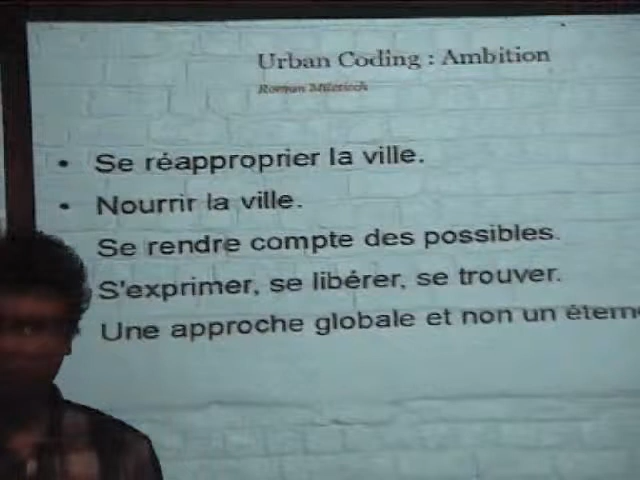 Urban Coding : Ambition
Roman
• Se réapproprier la ville.
• Nourrir la ville.
Se rendre compte des possibles.
S'exprimer, se libérer, se trouver.
Une approche globale et non un